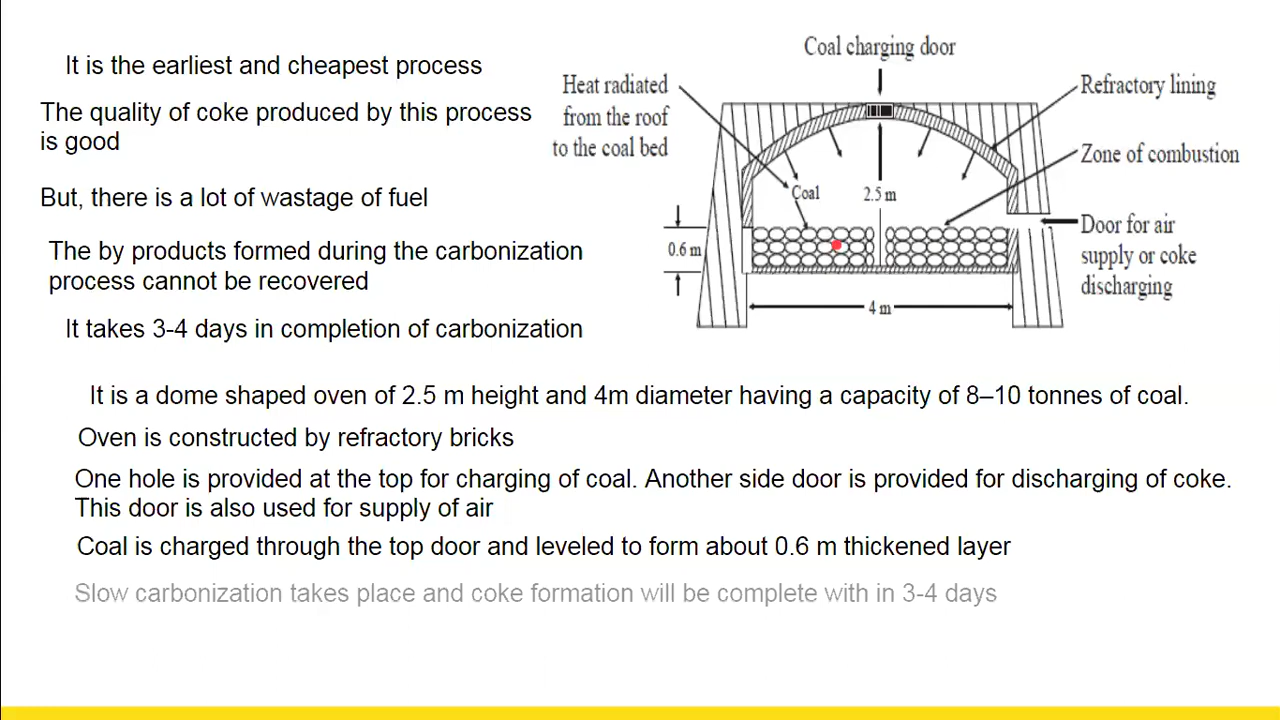 It is the earliest and cheapest process
The quality of coke produced by this process
is good
But, there is a lot of wastage of fuel
The by products formed during the carbonization
process cannot be recovered
It takes 3-4 days in completion of carbonization
Coal charging door
Heat radiated
from the roof
to the coal bed
Refractory lining
Zone of combustion
Coal
2.5 m
0.6 m
Door for air
supply or coke
discharging
4 m
It is a dome shaped oven of 2.5 m height and 4m diameter having a capacity of 8–10 tonnes of coal.
Oven is constructed by refractory bricks
One hole is provided at the top for charging of coal. Another side door is provided for discharging of coke.
This door is also used for supply of air
Coal is charged through the top door and leveled to form about 0.6 m thickened layer
Slow carbonization takes place and coke formation will be complete with in 3-4 days